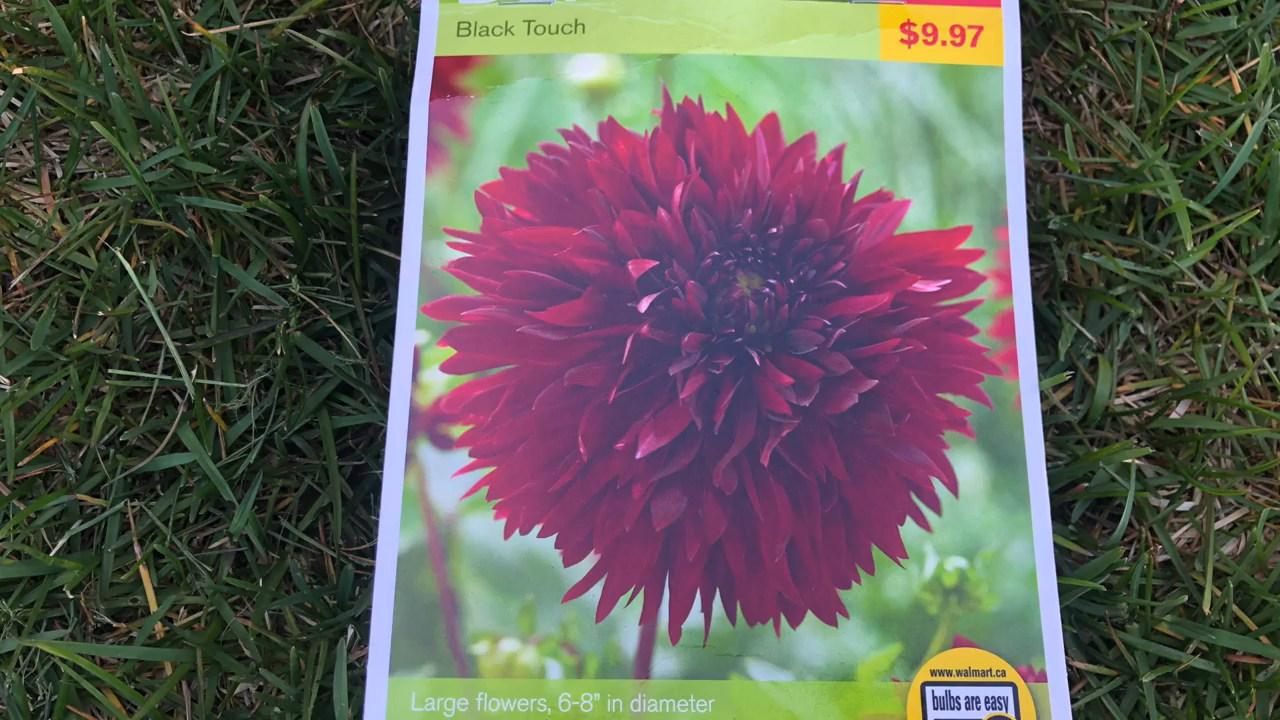 Black Touch
$9.97
www.walmart.ca
bulbs are easy
Large flowers, 6-8" in diameter